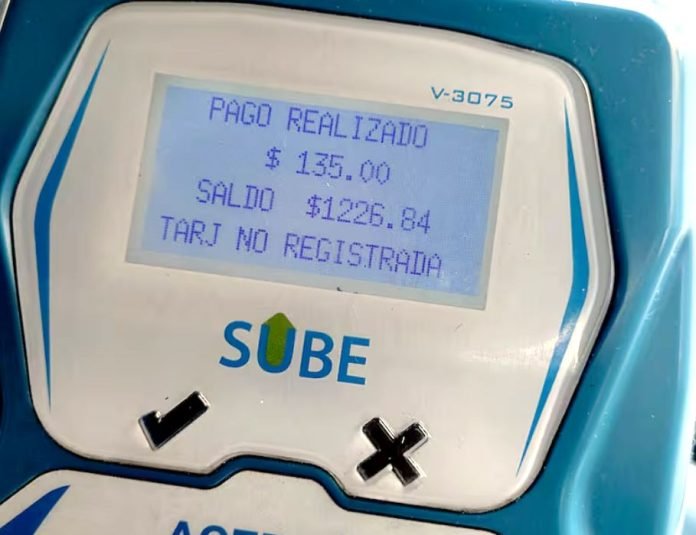 V-3075
PAGO REALIZADO
$ 135.00
SALDO $1226.84
TARJ NO REGISTRADA
SUBE